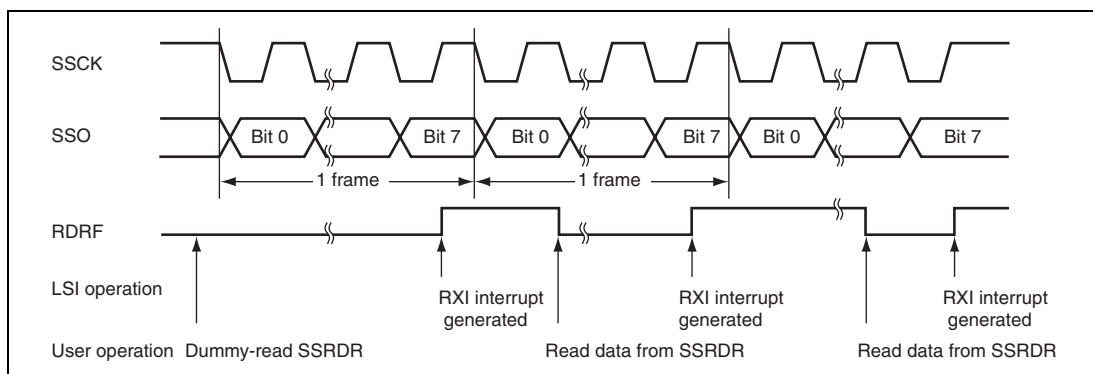 SSCK
SSO
Bit 0
Bit 7
Bit 0
Bit 7
Bit 0
Bit 7
1 frame
1 frame
RDRF
LSI operation
RXI interrupt
generated
RXI interrupt
generated
RXI interrupt
generated
User operation
Dummy-read SSRDR
Read data from SSRDR
Read data from SSRDR